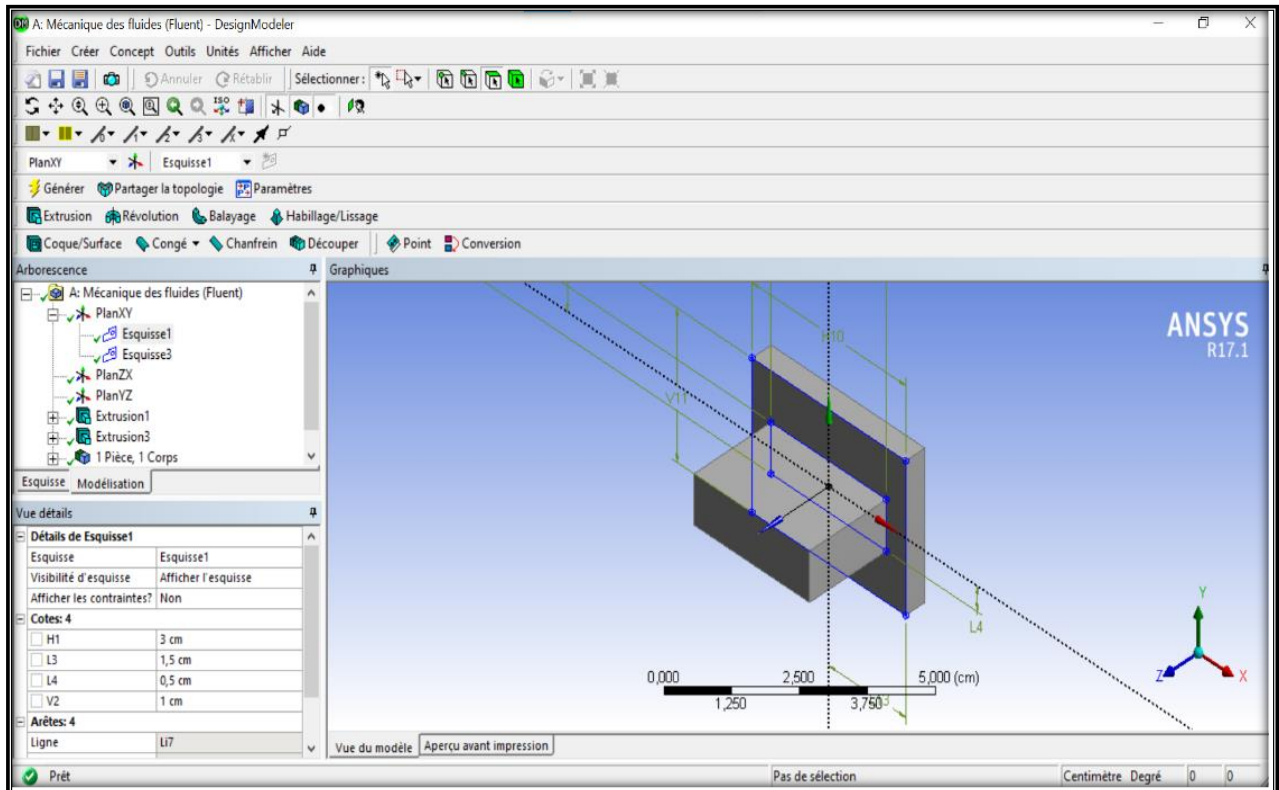 A: Mécanique des fluides (Fluent) - DesignModeler
Fichier Créer Concept Outils Unités Afficher Aide
Annuler Rétablir Sélectionner:
ISO
PlanXY Esquisse1
Générer Partager la topologie Paramètres
Extrusion Révolution Balayage Habillage/Lissage
Coque/Surface Congé Chanfrein Découper Point Conversion
Arborescence
A: Mécanique des fluides (Fluent)
PlanXY
Esquisse1
Esquisse3
PlanZX
PlanYZ
Extrusion1
Extrusion3
1 Pièce, 1 Corps
Esquisse Modélisation
Vue détails
Détails de Esquisse1
Esquisse Esquisse1
Visibilité d'esquisse Afficher l'esquisse
Afficher les contraintes? Non
Cotes: 4
H1 3 cm
L3 1,5 cm
L4 0,5 cm
V2 1 cm
Arêtes: 4
Ligne Li7
Graphiques
ANSYS
R17.1
H10
V11
L4
0,000 2,500 5,000 (cm)
1,250 3,750
Y
Z X
Vue du modèle Aperçu avant impression
Prêt Pas de sélection Centimètre Degré 0 0